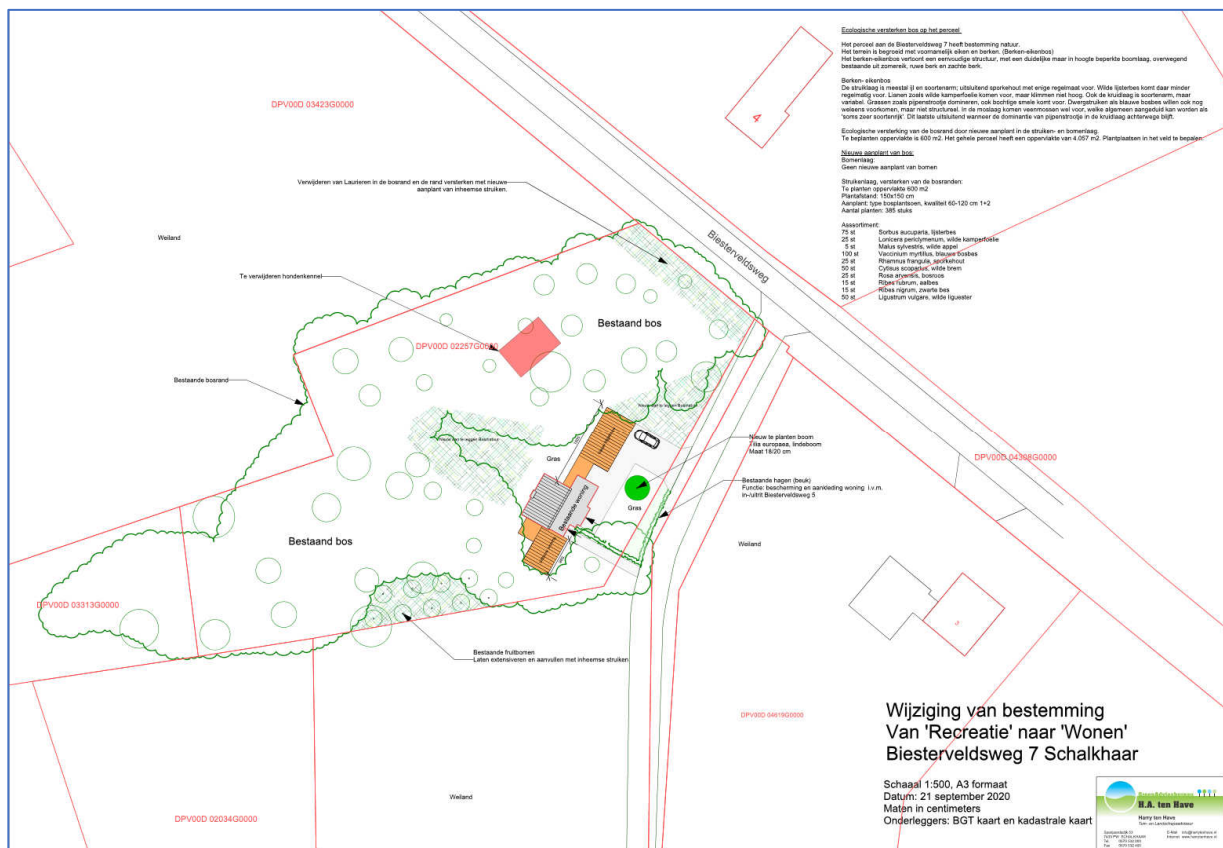 Ecologische versterken bos op het perceel
Het perceel aan de Biesterveldsweg 7 heeft bestemming natuur.
Het terrein is begroeid met voornamelijk eiken en berken. (Berken-eikenbos)
Het berken-eikenbos vertoont een eenvoudige structuur, met een duidelijke maar in hoogte beperkte boomlaag, overwegend
bestaande uit zomereik, ruwe berk en zachte berk.
Berken- eikenbos
De struiklaag is meestal ijl en soortenarm; uitsluitend sporkehout met enige regelmaat voor. Wilde lijsterbes komt daar minder
regelmatig voor. Lianen zoals wilde kamperfoelie komen voor, maar klimmen niet hoog. Ook de kruidlaag is soortenarm, maar
variabel. Grassen zoals pijpenstrootje domineren, ook bochtige smele komt voor. Dwergstruiken als blauwe bosbes willen ook nog
weleens voorkomen, maar niet structureel. In de moslaag komen veenmossen wel voor, welke algemeen aangeduid kan worden als
'soms zeer soortenrijk'. Dit laatste uitsluitend wanneer de dominantie van pijpenstrootje in de kruidlaag achterwege blijft.
Ecologische versterking van de bosrand door nieuwe aanplant in de struiken- en bomenlaag.
Te beplanten oppervlakte is 600 m2. Het gehele perceel heeft een oppervlakte van 4.057 m2. Plantplaatsen in het veld te bepalen.
Nieuwe aanplant van bos:
Bomenlaag:
Geen nieuwe aanplant van bomen
Struikenlaag, versterken van de bosranden:
Te planten oppervlakte 600 m2
Plantafstand: 150x150 cm
Aanplant: type bosplantsoen, kwaliteit 60-120 cm 1+2
Aantal planten: 385 stuks
Assortiment:
75 st Sorbus aucuparia, lijsterbes
25 st Lonicera periclymenum, wilde kamperfoelie
5 st Malus sylvestris, wilde appel
100 st Vaccinium myrtillus, blauwe bosbes
25 st Rhamnus frangula, sporkehout
50 st Cytisus scoparius, wilde brem
25 st Rosa arvensis, bosroos
15 st Ribes rubrum, aalbes
15 st Ribes nigrum, zwarte bes
50 st Ligustrum vulgare, wilde liguster
DPV00D 03423G0000
4
Verwijderen van Laurieren in de bosrand en de rand versterken met nieuwe
aanplant van inheemse struiken.
Weiland
Biesterveldsweg
Te verwijderen hondenkennel
Bestaand bos
DPV00D 02257G0000
Bestaande bosrand
Gras
Nieuw te planten boom
Tilia europaea, lindeboom
Maat 18/20 cm
DPV00D 04388G0000
Bestaande hagen (beuk)
Functie: bescherming en aankleding woning i.v.m.
in-/uitrit Biesterveldsweg 5
Bestaande woning
Gras
Bestaand bos
Weiland
DPV00D 03313G0000
Bestaande fruitbomen
Laten extensiveren en aanvullen met inheemse struiken
DPV00D 04619G0000
Weiland
DPV00D 02034G0000
Wijziging van bestemming
Van 'Recreatie' naar 'Wonen'
Biesterveldsweg 7 Schalkhaar
Schaaal 1:500, A3 formaat
Datum: 21 september 2020
Maten in centimeters
Onderleggers: BGT kaart en kadastrale kaart
H.A. ten Have
Harry ten Have